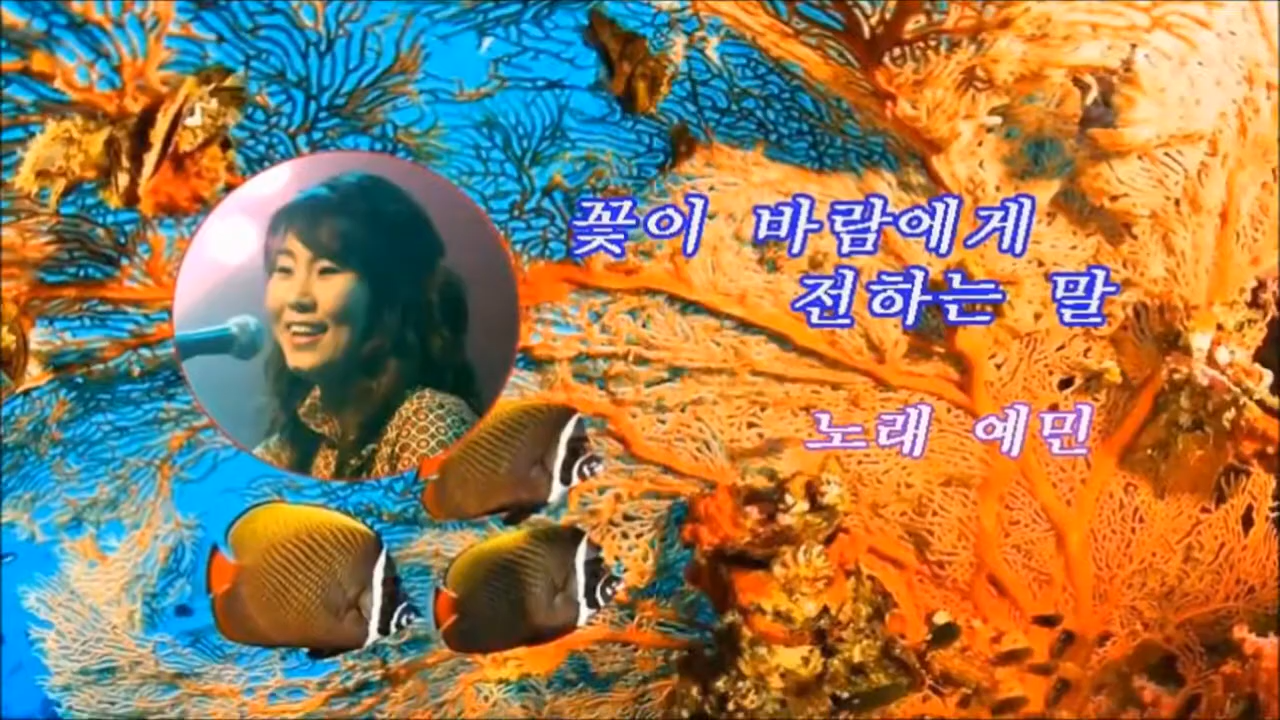 꽃이 바람에게
전하는 말
노래 예민